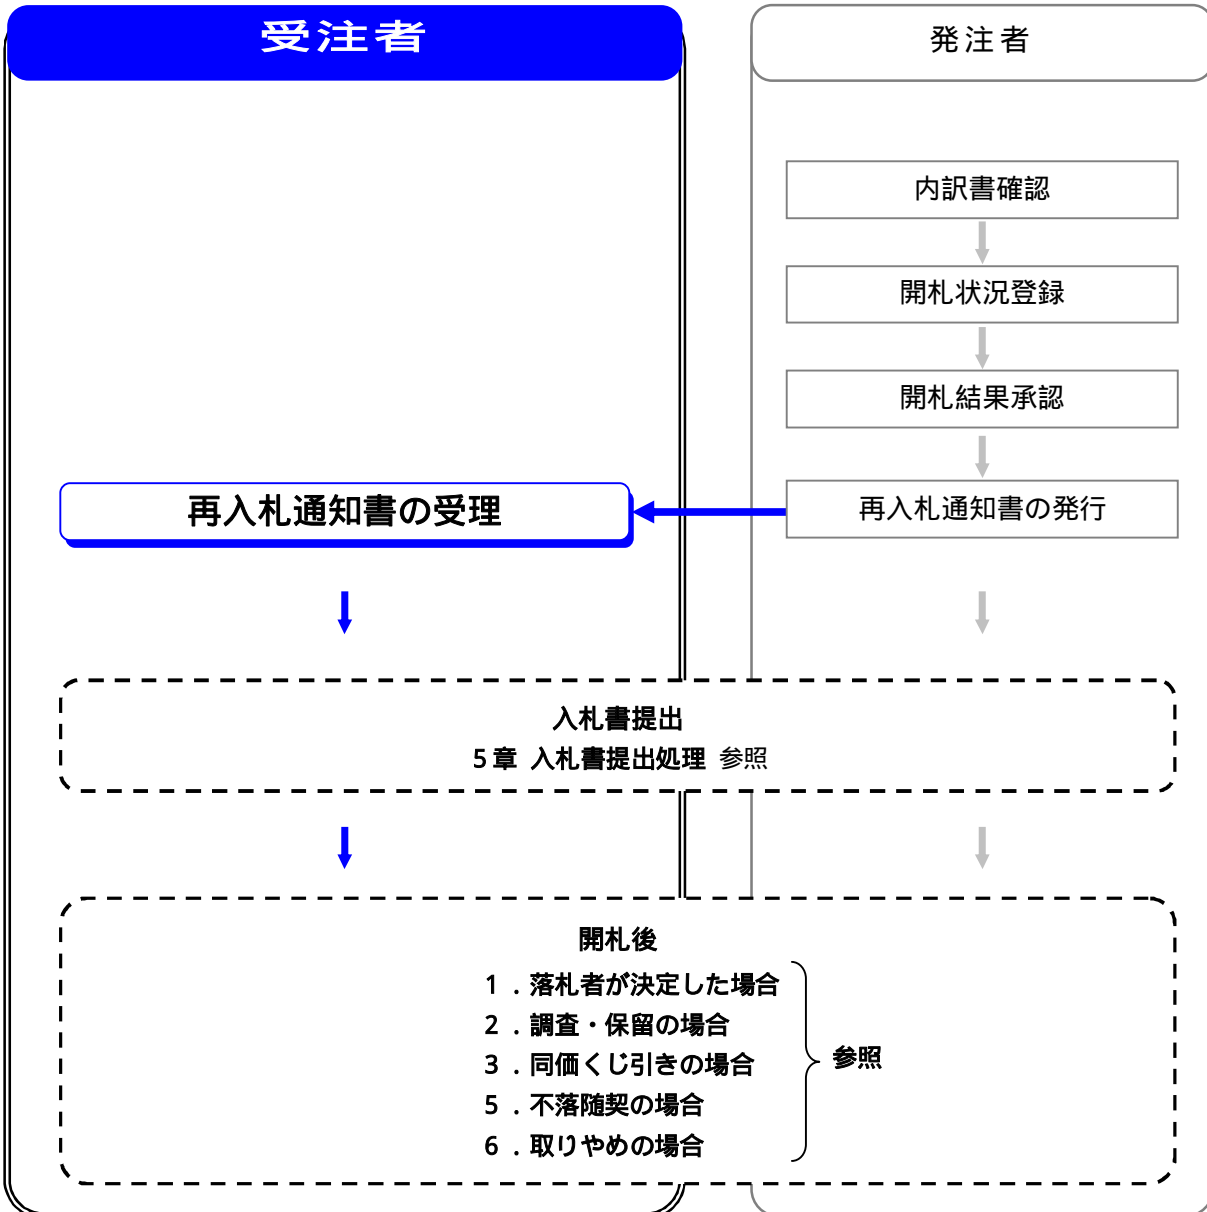 受注者
発注者
内訳書確認
開札状況登録
開札結果承認
再入札通知書の受理
再入札通知書の発行
入札書提出
5章 入札書提出処理 参照
開札後
1．落札者が決定した場合
2．調査・保留の場合
3．同価くじ引きの場合
5．不落随契の場合
6．取りやめの場合
参照